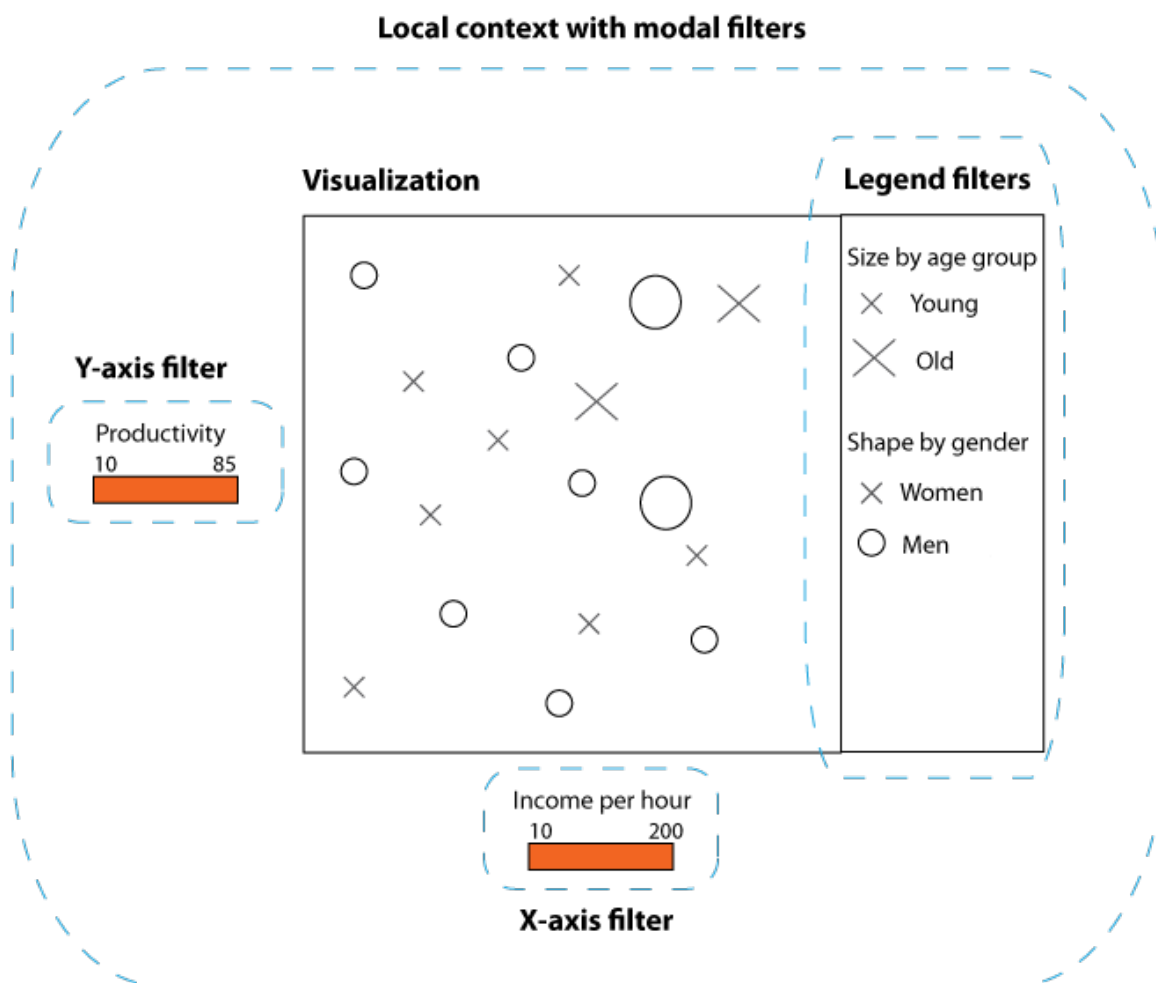 Local context with modal filters
Visualization
Legend filters
Size by age group
Young
Old
Shape by gender
Women
Men
Y-axis filter
Productivity
10 85
Income per hour
10 200
X-axis filter